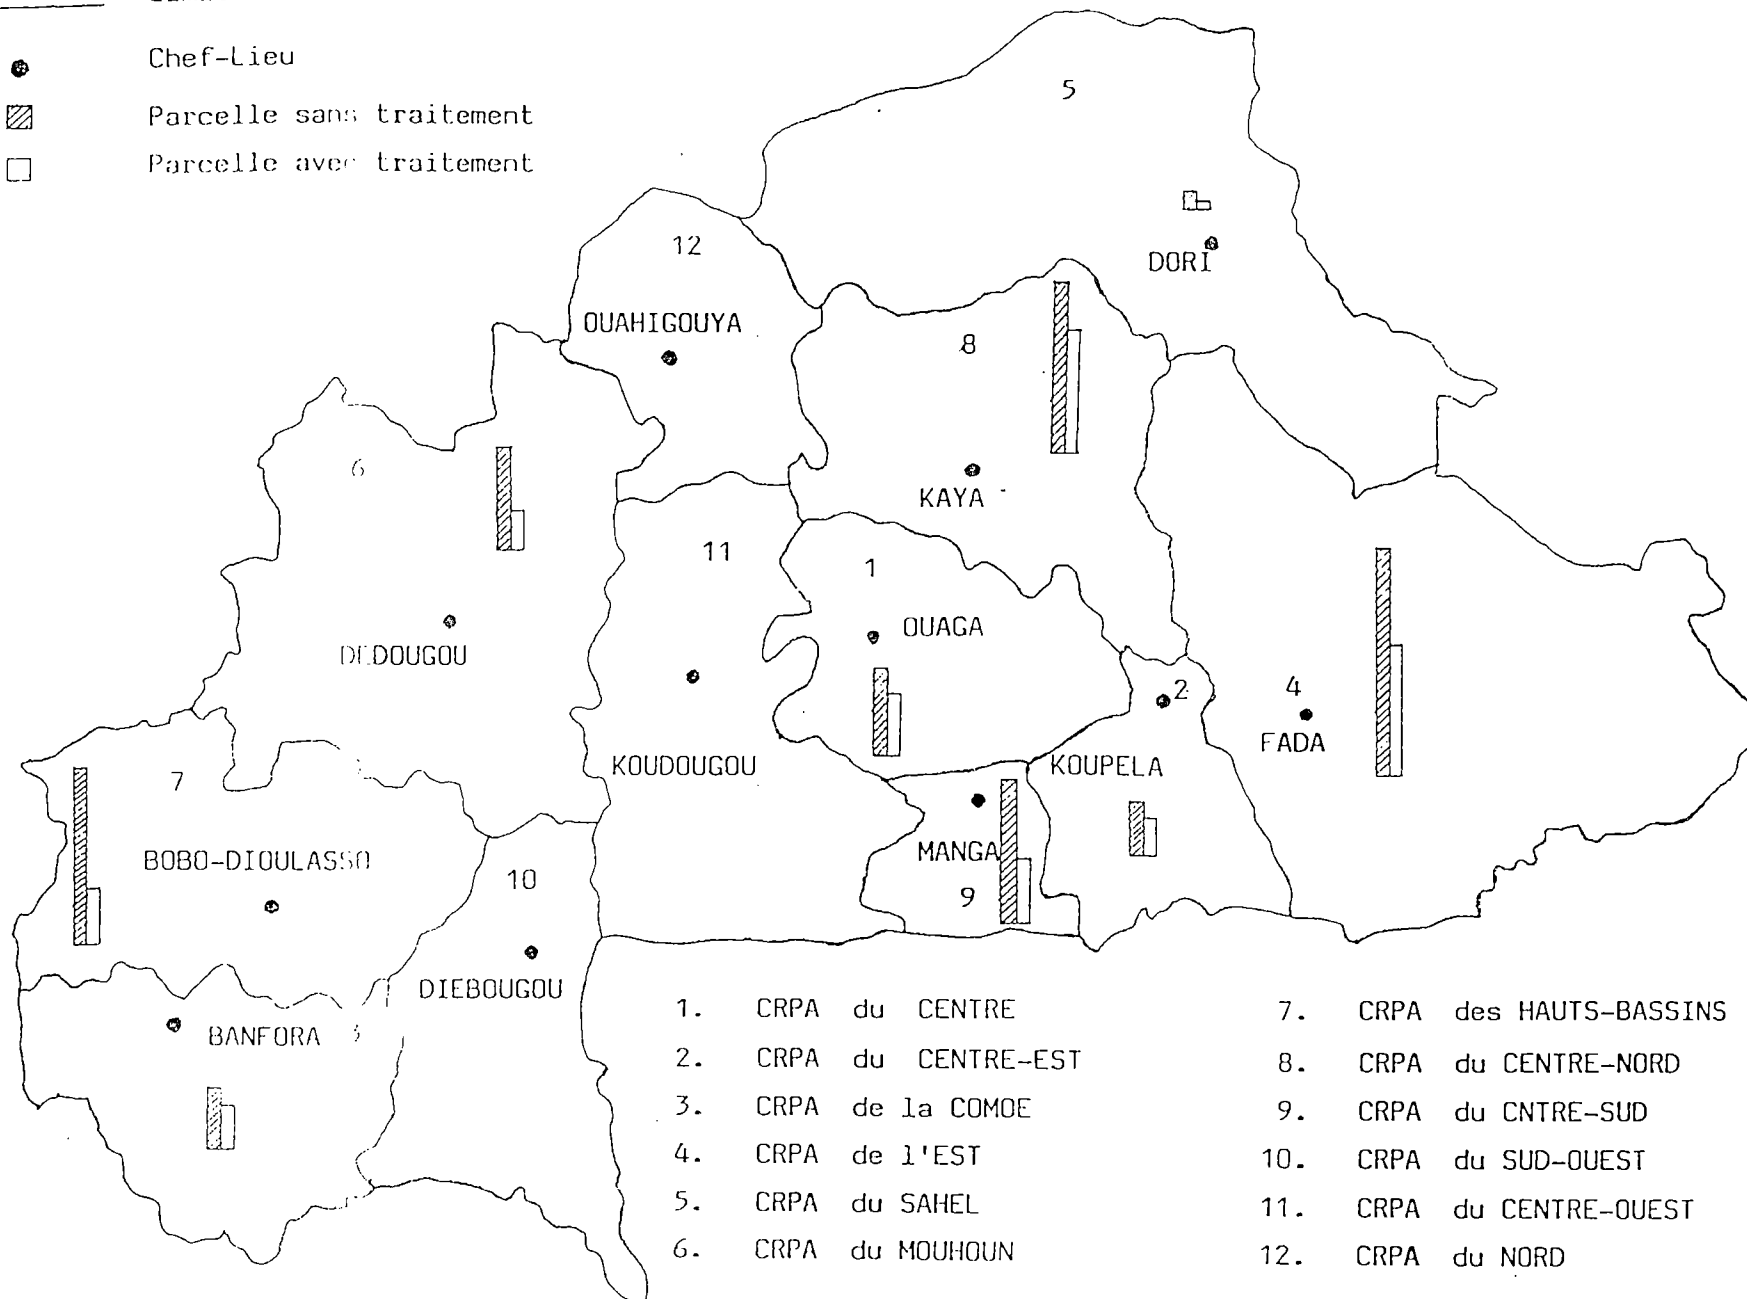 Chef-Lieu
Parcelle sans traitement
Parcelle avec traitement
5
DORI
12
OUAHIGOUYA
8
KAYA
6
DEDOUGOU
11
KOUDOUGOU
1
OUAGA
2
KOUPELA
4
FADA
7
BOBO-DIOULASSO
10
DIEBOUGOU
MANGA
9
BANFORA 3
1. CRPA du CENTRE
2. CRPA du CENTRE-EST
3. CRPA de la COMOE
4. CRPA de l'EST
5. CRPA du SAHEL
6. CRPA du MOUHOUN
7. CRPA des HAUTS-BASSINS
8. CRPA du CENTRE-NORD
9. CRPA du CNTRE-SUD
10. CRPA du SUD-OUEST
11. CRPA du CENTRE-OUEST
12. CRPA du NORD